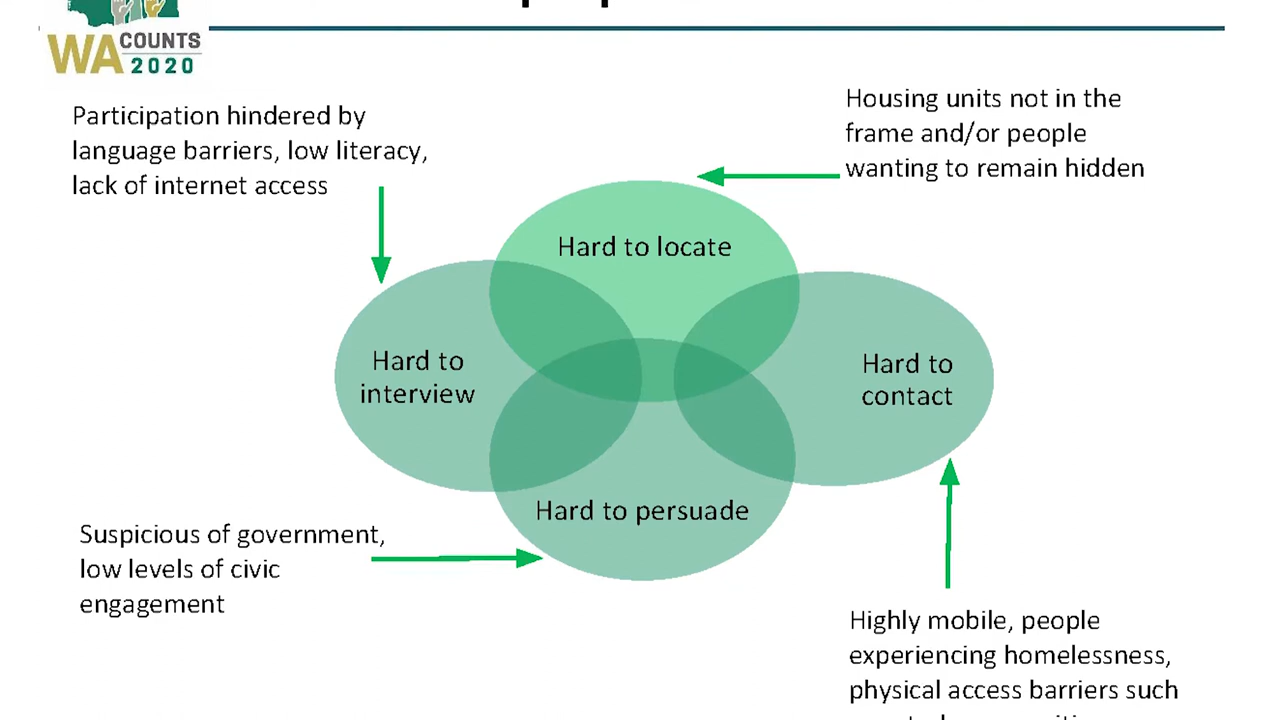 WA COUNTS
2020
Participation hindered by
language barriers, low literacy,
lack of internet access
Housing units not in the
frame and/or people
wanting to remain hidden
Hard to locate
Hard to
interview
Hard to
contact
Hard to persuade
Suspicious of government,
low levels of civic
engagement
Highly mobile, people
experiencing homelessness,
physical access barriers such